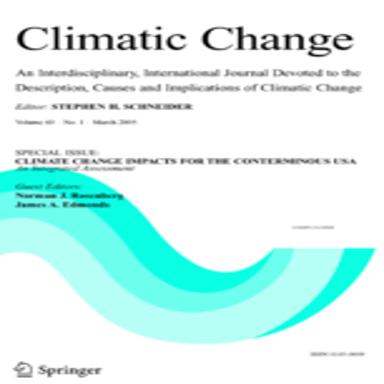 Climatic Change
An Interdisciplinary, International Journal Devoted to the
Description, Causes and Implications of Climatic Change
Editor: STEPHEN H. SCHNEIDER
Volume No. 1 March 2005
SPECIAL ISSUE:
CLIMATE CHANGE IMPACTS FOR THE CONTERMINOUS USA
An Integrated Assessment
Guest Editors:
Norman J. Rosenberg
James A. Edmonds
Springer